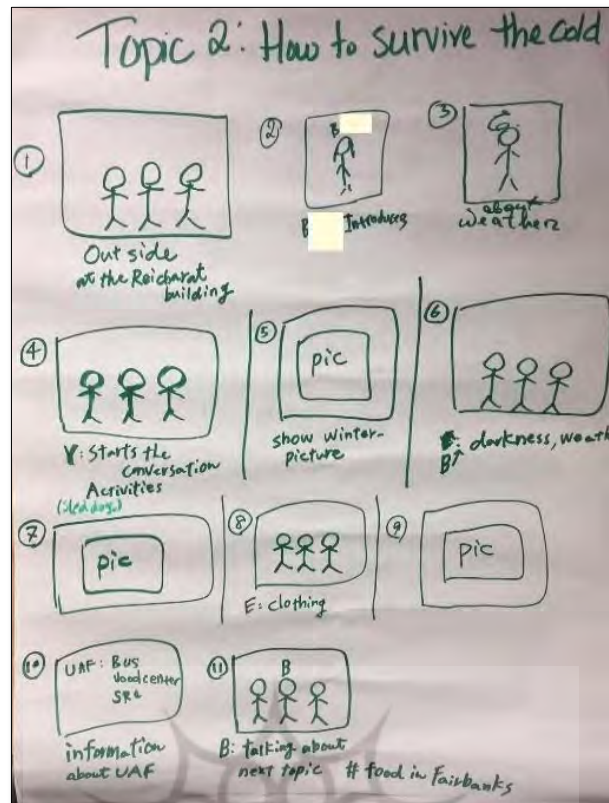 Topic 2: How to survive the cold
①
Out side
at the Reicharat
building
②
B
B Introduces
③
about
weather
④
Y: Starts the
conversation
Activities
(sled dogs)
⑤
pic
show winter-
picture
⑥
B: darkness, weath
⑦
pic
⑧
E: clothing
⑨
pic
⑩
UAF: Bus
Wood center
SRC
information
about UAF
⑪
B
B: talking about
next topic # food in Fairbanks